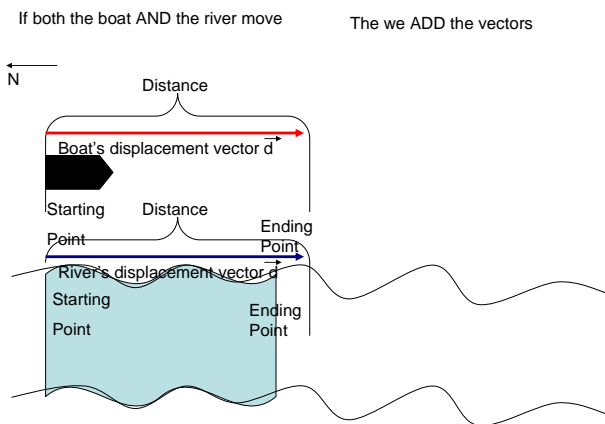 If both the boat AND the river move
The we ADD the vectors
N
Distance
Boat's displacement vector d
Starting
Point
Distance
Ending
Point
River's displacement vector d
Starting
Point
Ending
Point